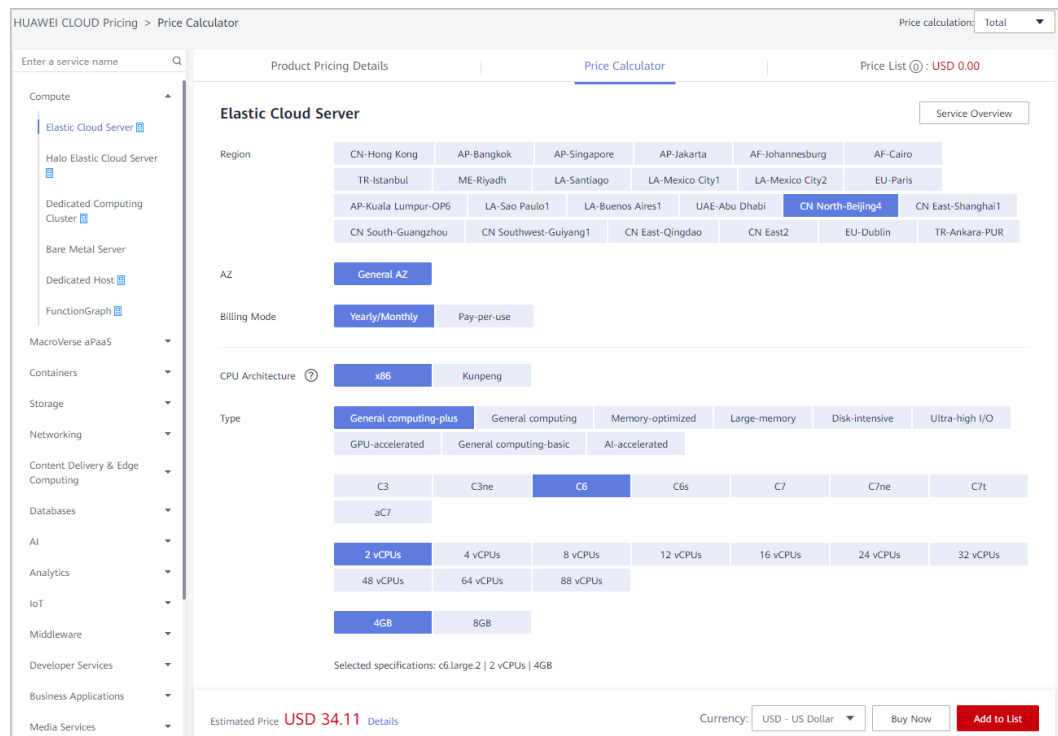 HUAWEI CLOUD Pricing > Price Calculator
Price calculation: Total
Enter a service name
Compute
Elastic Cloud Server
Halo Elastic Cloud Server
Dedicated Computing
Cluster
Bare Metal Server
Dedicated Host
FunctionGraph
MacroVerse aPaaS
Containers
Storage
Networking
Content Delivery & Edge
Computing
Databases
AI
Analytics
IoT
Middleware
Developer Services
Business Applications
Media Services
Product Pricing Details
Price Calculator
Price List (0) : USD 0.00
Elastic Cloud Server
Service Overview
Region
CN-Hong Kong AP-Bangkok AP-Singapore AP-Jakarta AF-Johannesburg AF-Cairo
TR-Istanbul ME-Riyadh LA-Santiago LA-Mexico City1 LA-Mexico City2 EU-Paris
AP-Kuala Lumpur-OP6 LA-Sao Paulo1 LA-Buenos Aires1 UAE-Abu Dhabi CN North-Beijing4 CN East-Shanghai1
CN South-Guangzhou CN Southwest-Guiyang1 CN East-Qingdao CN East2 EU-Dublin TR-Ankara-PUR
AZ General AZ
Billing Mode Yearly/Monthly Pay-per-use
CPU Architecture ? x86 Kunpeng
Type General computing-plus General computing Memory-optimized Large-memory Disk-intensive Ultra-high I/O
GPU-accelerated General computing-basic AI-accelerated
C3 C3ne C6 C6s C7 C7ne C7t
aC7
2 vCPUs 4 vCPUs 8 vCPUs 12 vCPUs 16 vCPUs 24 vCPUs 32 vCPUs
48 vCPUs 64 vCPUs 88 vCPUs
4GB 8GB
Selected specifications: c6.large.2 | 2 vCPUs | 4GB
Estimated Price USD 34.11 Details
Currency: USD - US Dollar Buy Now Add to List